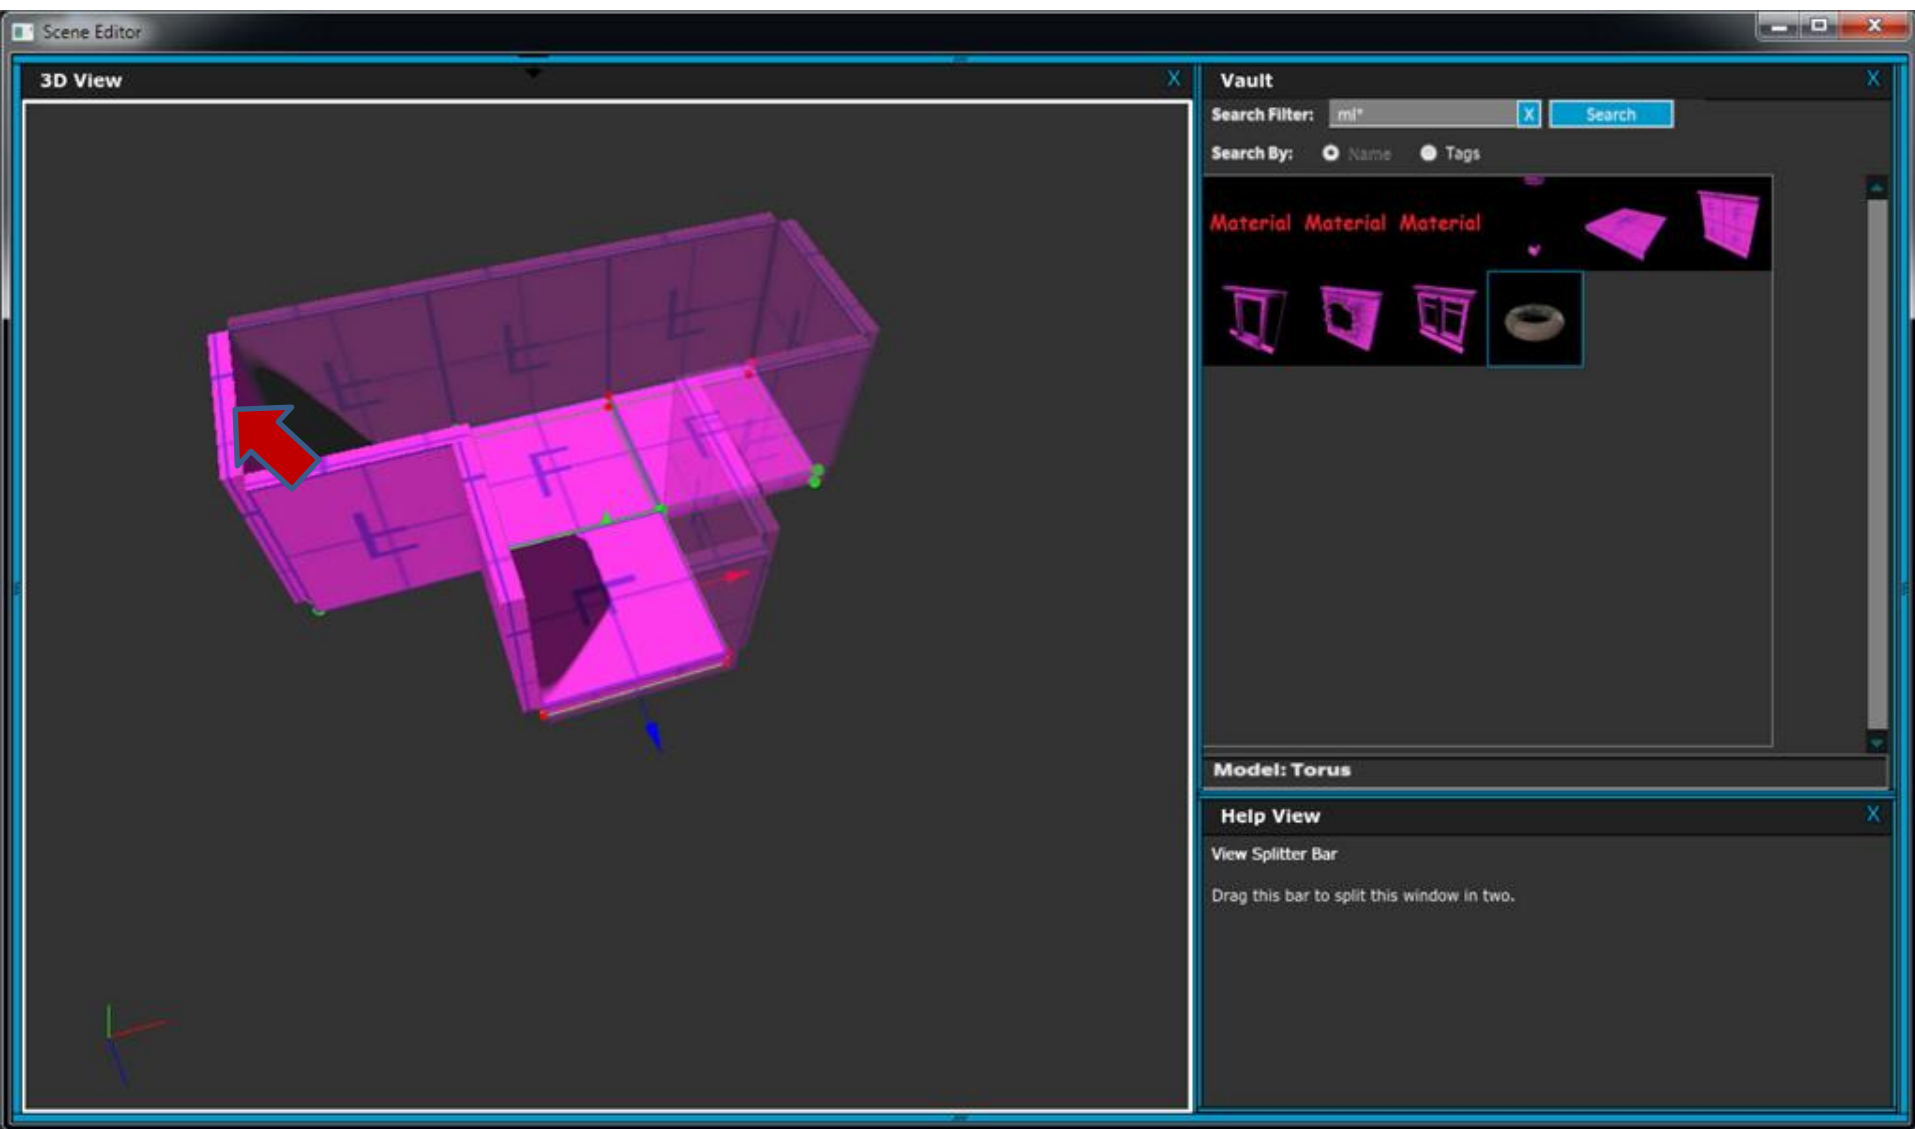 Scene Editor
3D View X
Vault X
Search Filter: ml* X Search
Search By: Name Tags
Material Material Material
Model: Torus
Help View X
View Splitter Bar
Drag this bar to split this window in two.